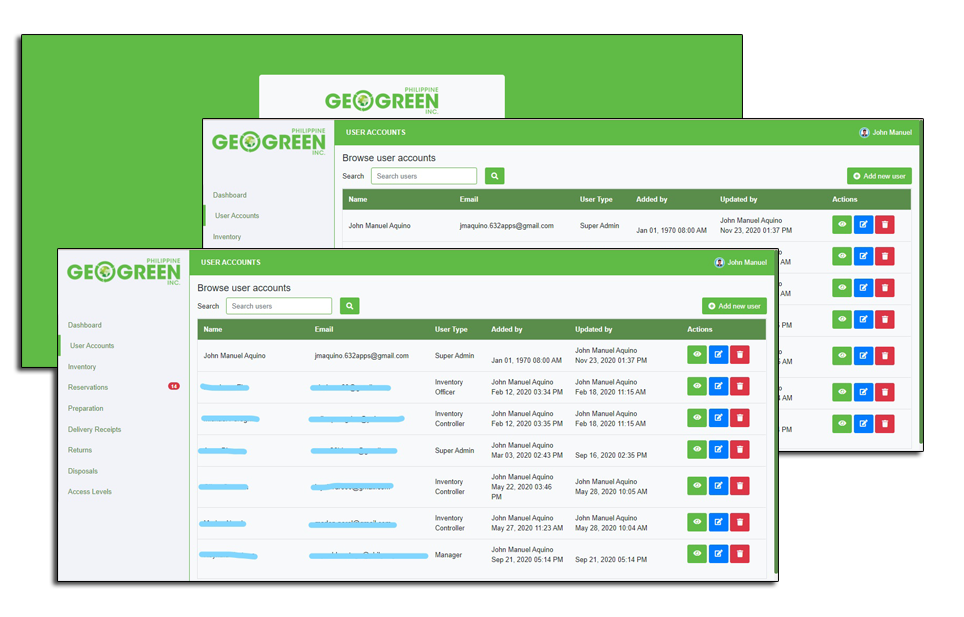 PHILIPPINE
GEOGREEN
INC.
PHILIPPINE
GEOGREEN
INC.
USER ACCOUNTS
John Manuel
Browse user accounts
Search
Search users
Add new user
Name Email User Type Added by Updated by Actions
John Manuel Aquino jmaquino.632apps@gmail.com Super Admin Jan 01, 1970 08:00 AM John Manuel Aquino
Nov 23, 2020 01:37 PM
Dashboard
User Accounts
Inventory
AM
AM
PM
AM
AM
PM
PHILIPPINE
GEOGREEN
INC.
USER ACCOUNTS
John Manuel
Dashboard
User Accounts
Inventory
Reservations 14
Preparation
Delivery Receipts
Returns
Disposals
Access Levels
Browse user accounts
Search
Search users
Add new user
Name Email User Type Added by Updated by Actions
John Manuel Aquino jmaquino.632apps@gmail.com Super Admin Jan 01, 1970 08:00 AM John Manuel Aquino
Nov 23, 2020 01:37 PM
Inventory John Manuel Aquino John Manuel Aquino
Officer Feb 12, 2020 03:34 PM Feb 18, 2020 11:15 AM
Inventory John Manuel Aquino John Manuel Aquino
Controller Feb 12, 2020 03:35 PM Feb 18, 2020 11:15 AM
Super Admin John Manuel Aquino
Mar 03, 2020 02:43 PM Sep 16, 2020 02:35 PM
Inventory John Manuel Aquino John Manuel Aquino
Controller May 22, 2020 03:46 May 28, 2020 10:05 AM
PM
Inventory John Manuel Aquino John Manuel Aquino
Controller May 27, 2020 11:23 AM May 28, 2020 10:04 AM
Manager John Manuel Aquino
Sep 21, 2020 05:14 PM Sep 21, 2020 05:14 PM